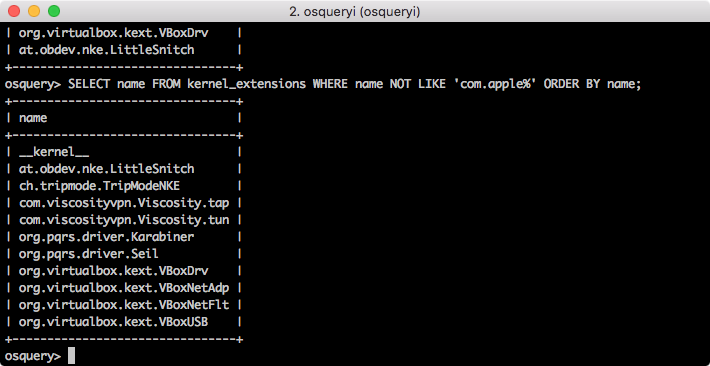 2. osqueryi (osqueryi)
| org.virtualbox.kext.VBoxDrv    |
| at.obdev.nke.LittleSnitch      |
+--------------------------------+
osquery> SELECT name FROM kernel_extensions WHERE name NOT LIKE 'com.apple%' ORDER BY name;
+--------------------------------+
| name                           |
+--------------------------------+
| __kernel__                     |
| at.obdev.nke.LittleSnitch      |
| ch.tripmode.TripModeNKE        |
| com.viscosityvpn.Viscosity.tap |
| com.viscosityvpn.Viscosity.tun |
| org.pqrs.driver.Karabiner      |
| org.pqrs.driver.Seil           |
| org.virtualbox.kext.VBoxDrv    |
| org.virtualbox.kext.VBoxNetAdp |
| org.virtualbox.kext.VBoxNetFlt |
| org.virtualbox.kext.VBoxUSB    |
+--------------------------------+
osquery>